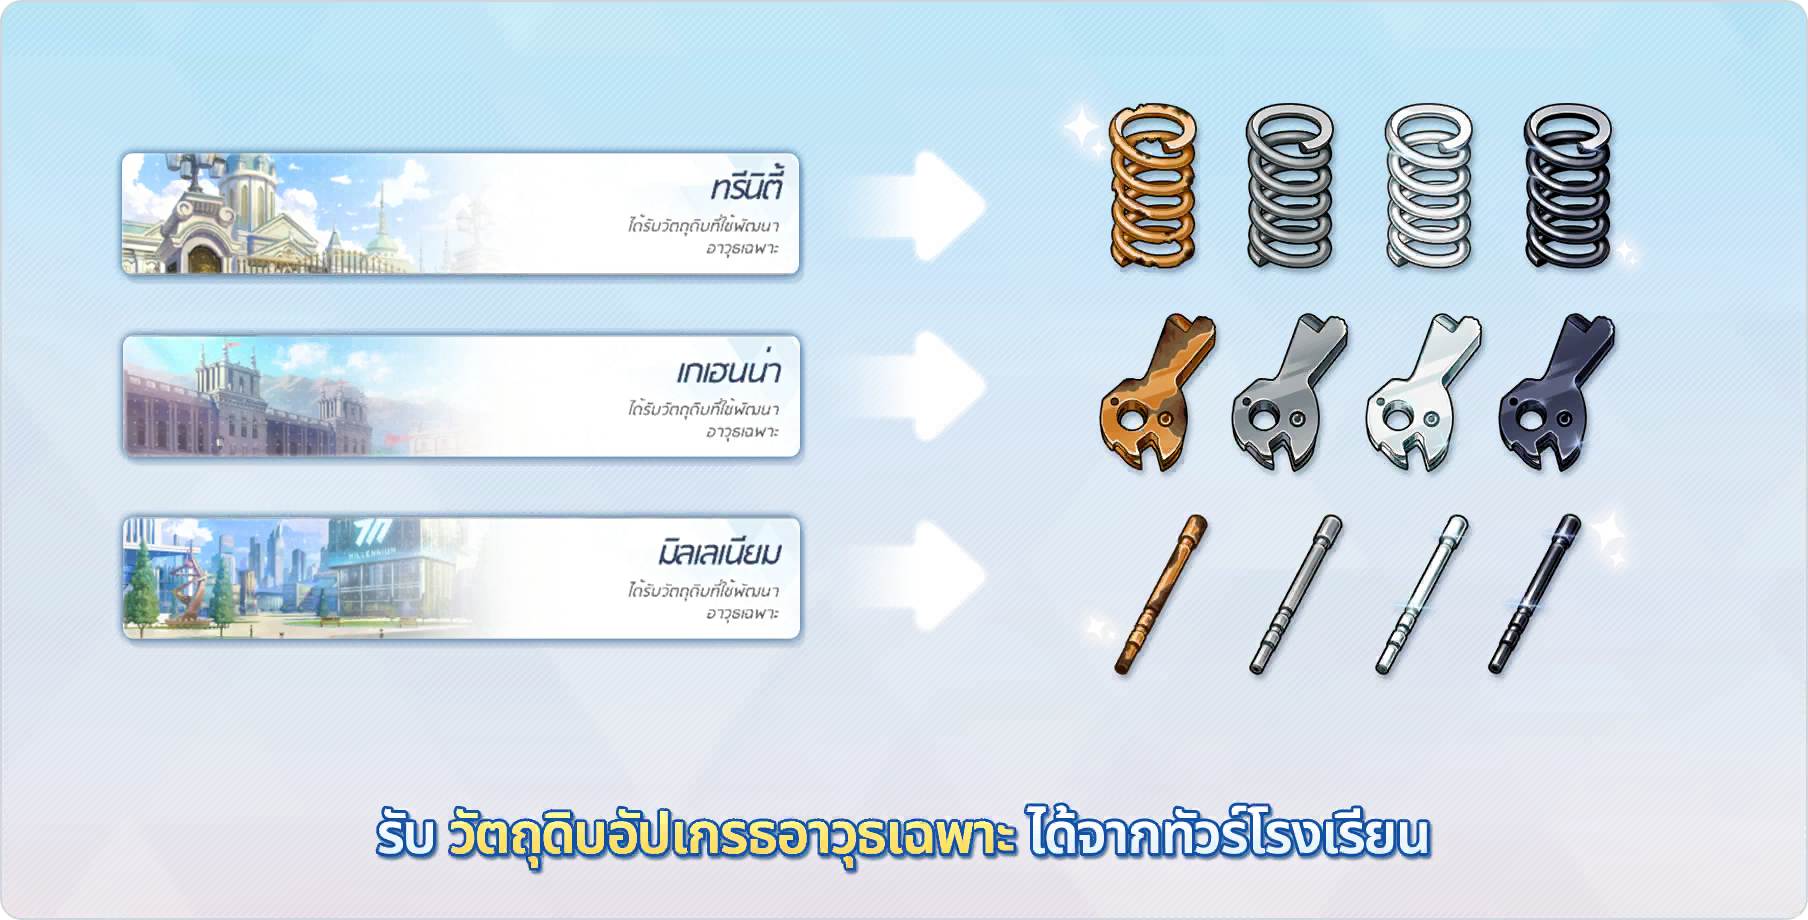 ทรีนิตี้
ได้รับวัตถุดิบที่ใช้พัฒนา
อาวุธเฉพาะ
เกเฮนน่า
ได้รับวัตถุดิบที่ใช้พัฒนา
อาวุธเฉพาะ
MILLENNIUM
มิลเลเนียม
ได้รับวัตถุดิบที่ใช้พัฒนา
อาวุธเฉพาะ
รับ วัตถุดิบอัปเกรธอาวุธเฉพาะ ได้จากทัวร์โรงเรียน